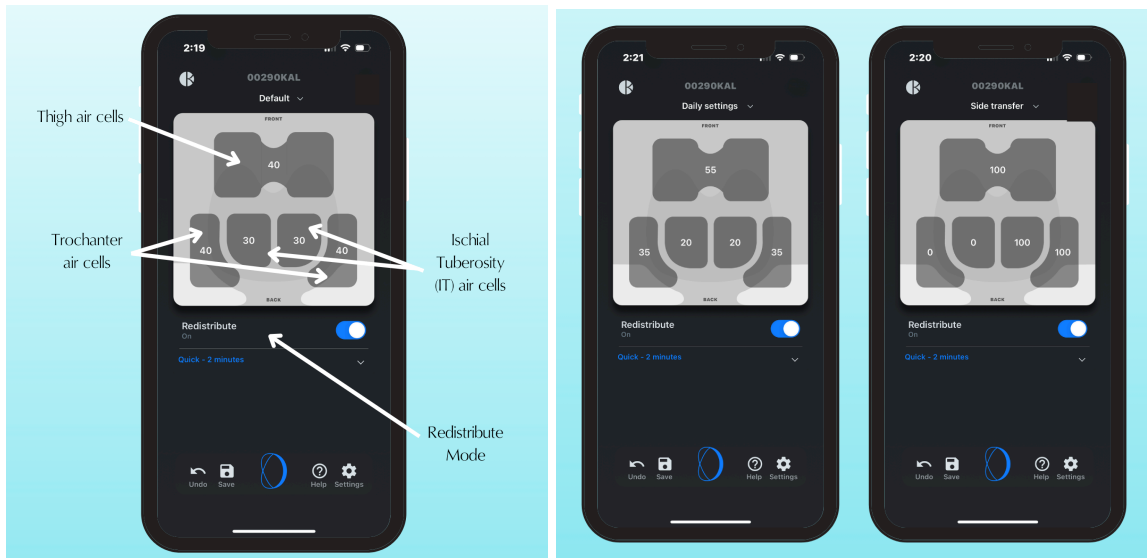 2:19
00290KAL
Default
FRONT
40
40
30
30
40
BACK
Redistribute
On
Quick - 2 minutes
Undo
Save
Help
Settings
Thigh air cells
Trochanter
air cells
Ischial
Tuberosity
(IT) air cells
Redistribute
Mode
2:21
00290KAL
Daily settings
FRONT
55
35
20
20
35
BACK
Redistribute
On
Quick - 2 minutes
Undo
Save
Help
Settings
2:20
00290KAL
Side transfer
FRONT
100
0
0
100
100
BACK
Redistribute
On
Quick - 2 minutes
Undo
Save
Help
Settings